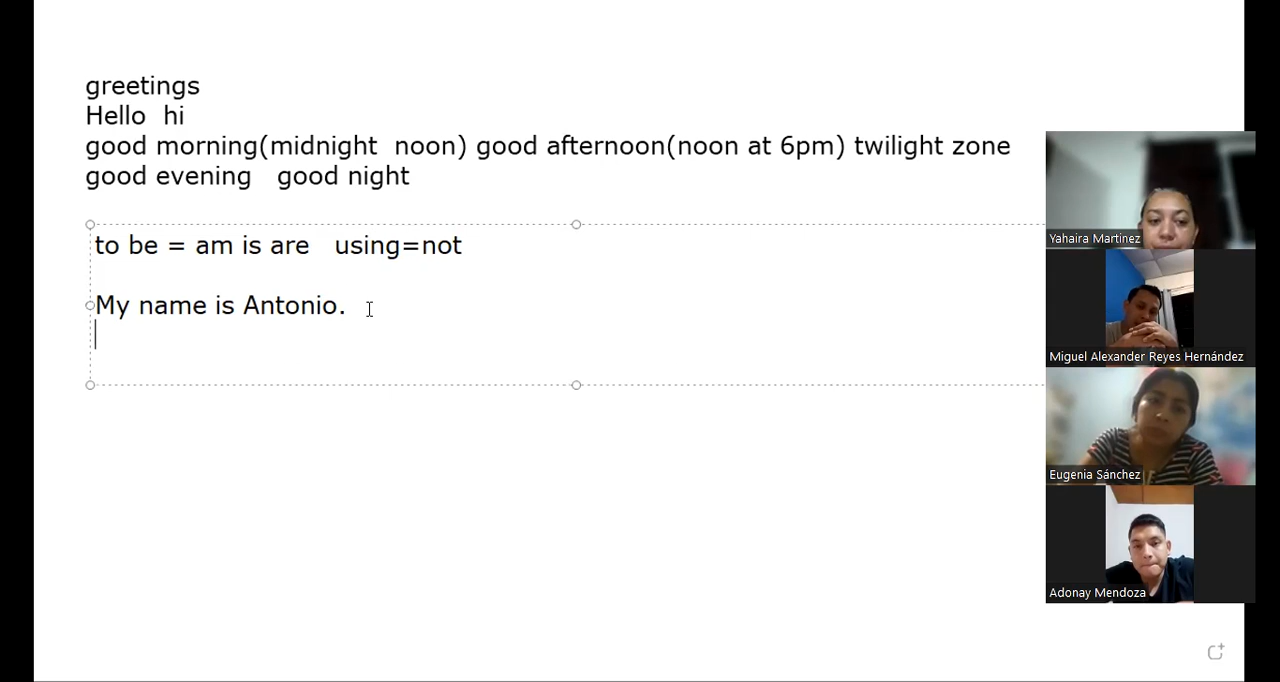 greetings
Hello  hi
good morning(midnight  noon) good afternoon(noon at 6pm) twilight zone
good evening   good night
to be = am is are   using=not
My name is Antonio.
Yahaira Martinez
Miguel Alexander Reyes Hernández
Eugenia Sánchez
Adonay Mendoza